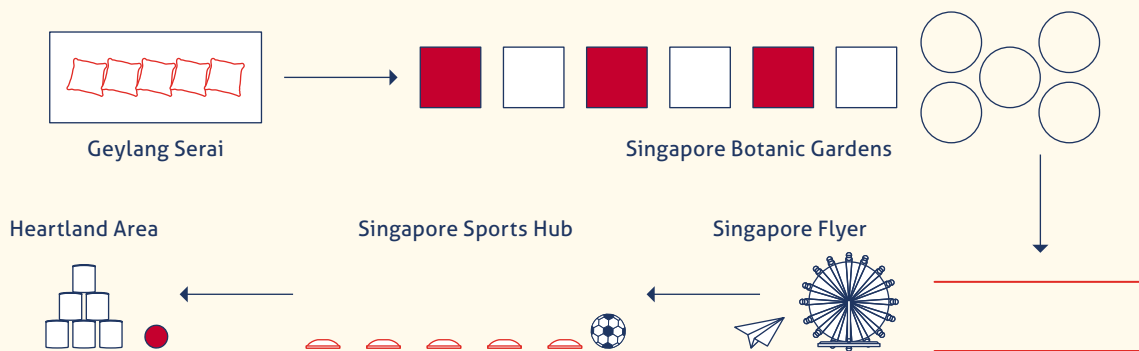 Geylang Serai
Singapore Botanic Gardens
Heartland Area
Singapore Sports Hub
Singapore Flyer